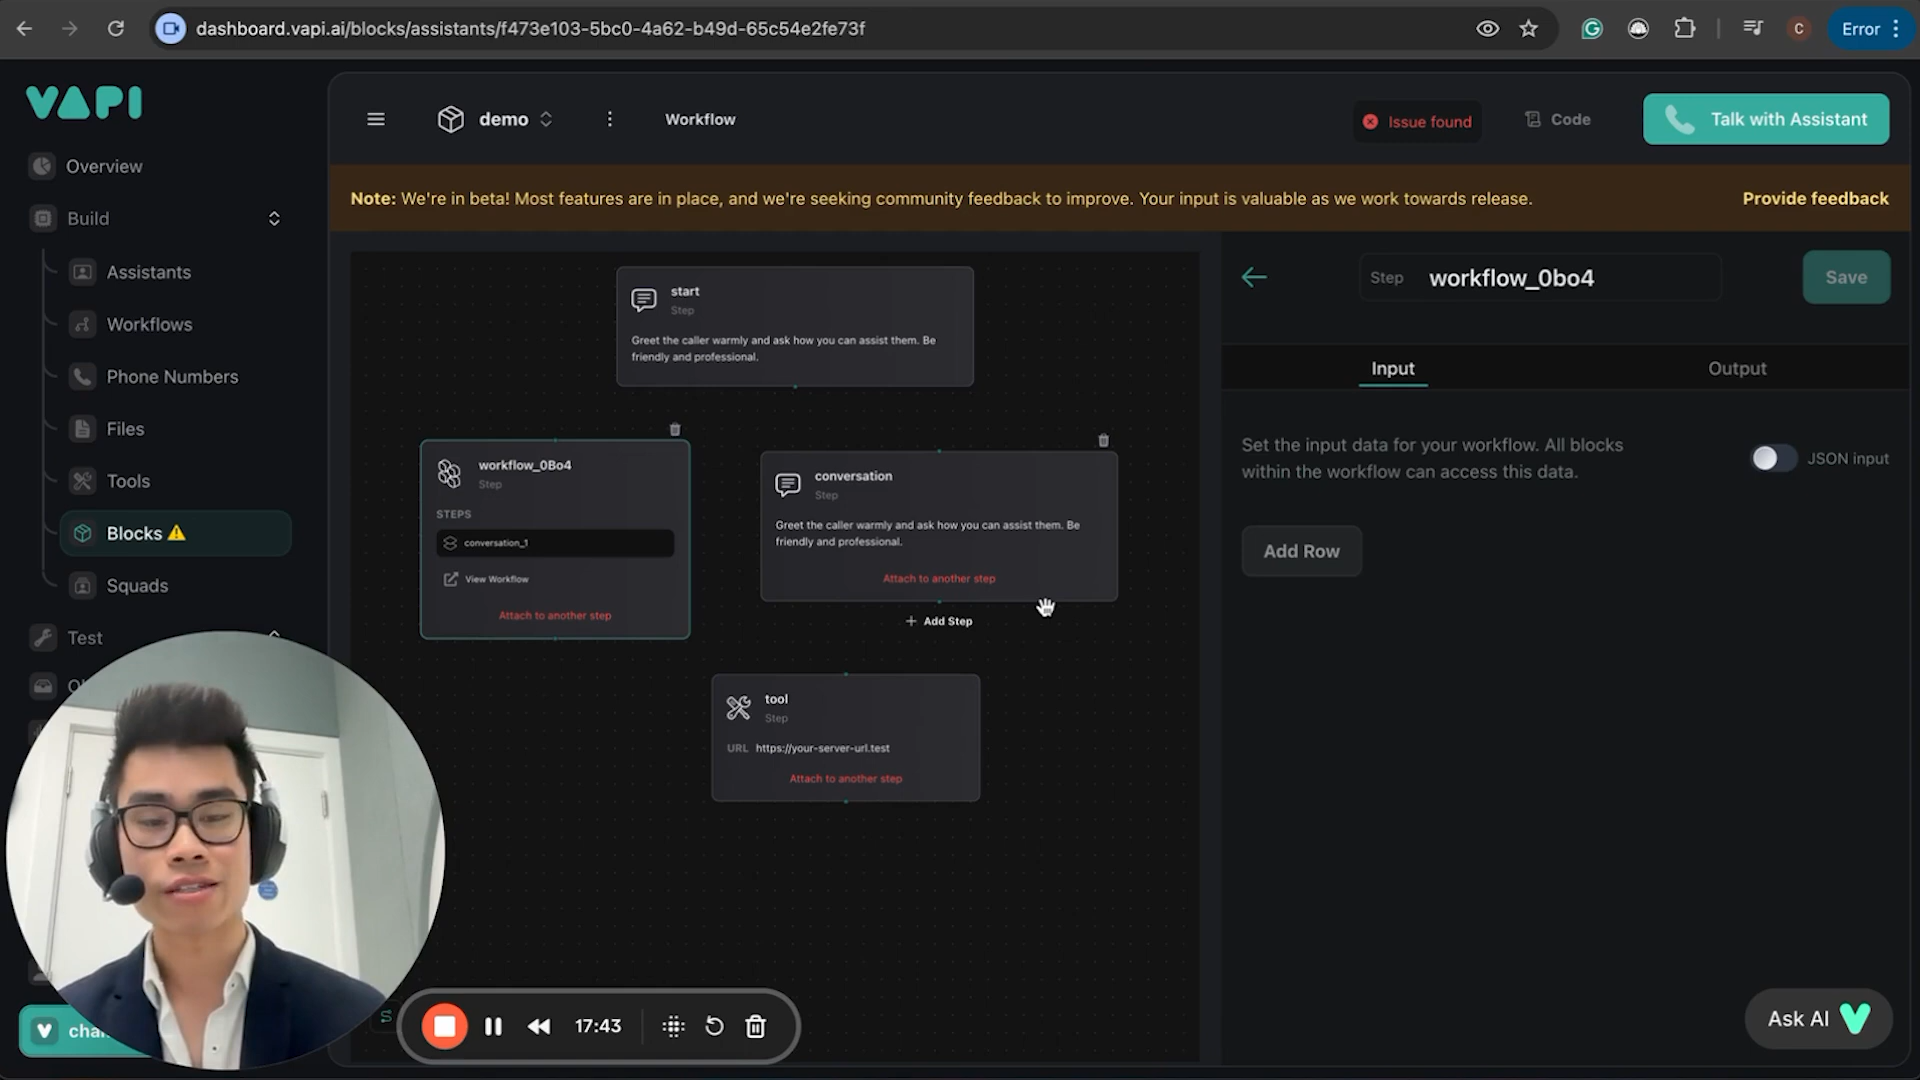 dashboard.vapi.ai/blocks/assistants/f473e103-5bc0-4a62-b49d-65c54e2fe73f
C
Error
VAPI
Overview
Build
Assistants
Workflows
Phone Numbers
Files
Tools
Blocks
Squads
Test
demo
Workflow
Issue found
Code
Talk with Assistant
Note: We're in beta! Most features are in place, and we're seeking community feedback to improve. Your input is valuable as we work towards release.
Provide feedback
start
Step
Greet the caller warmly and ask how you can assist them. Be
friendly and professional.
workflow_0Bo4
Step
STEPS
conversation_1
View Workflow
Attach to another step
conversation
Step
Greet the caller warmly and ask how you can assist them. Be
friendly and professional.
Attach to another step
+ Add Step
tool
Step
URL https://your-server-url.test
Attach to another step
Step workflow_0bo4
Save
Input
Output
Set the input data for your workflow. All blocks
within the workflow can access this data.
JSON input
Add Row
17:43
Ask AI